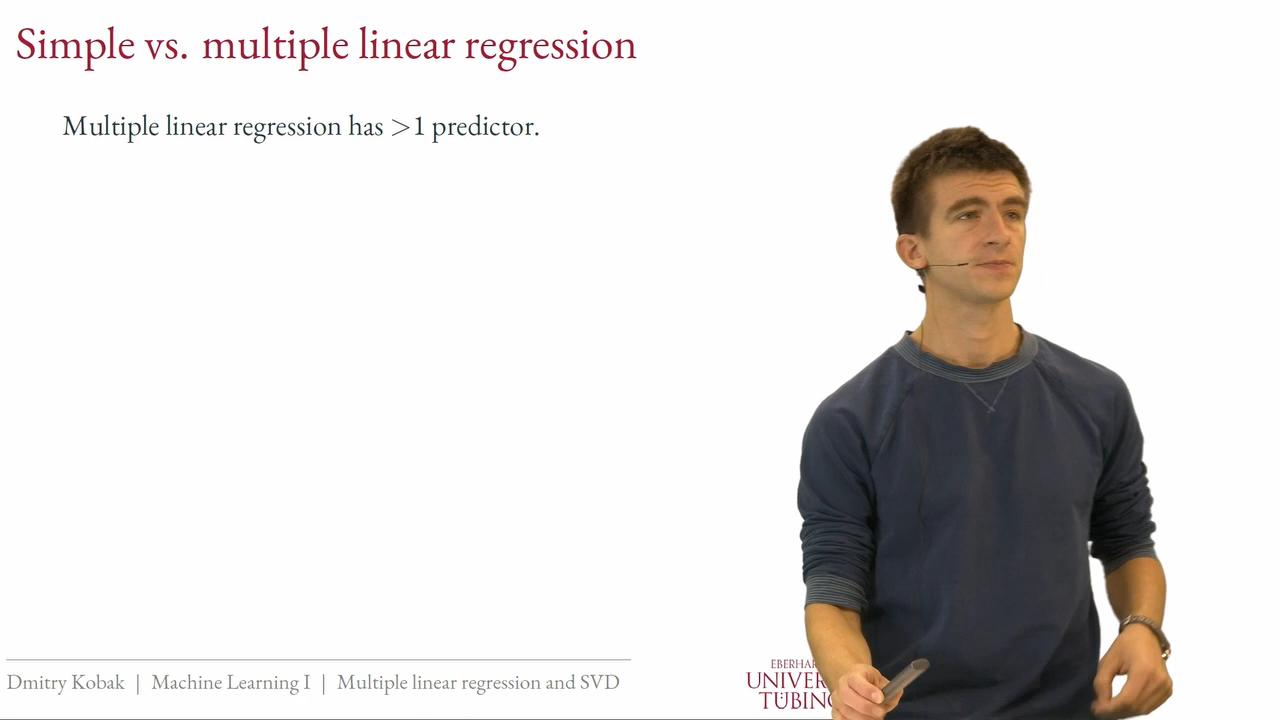 Simple vs. multiple linear regression
Multiple linear regression has >1 predictor.
Dmitry Kobak | Machine Learning I | Multiple linear regression and SVD